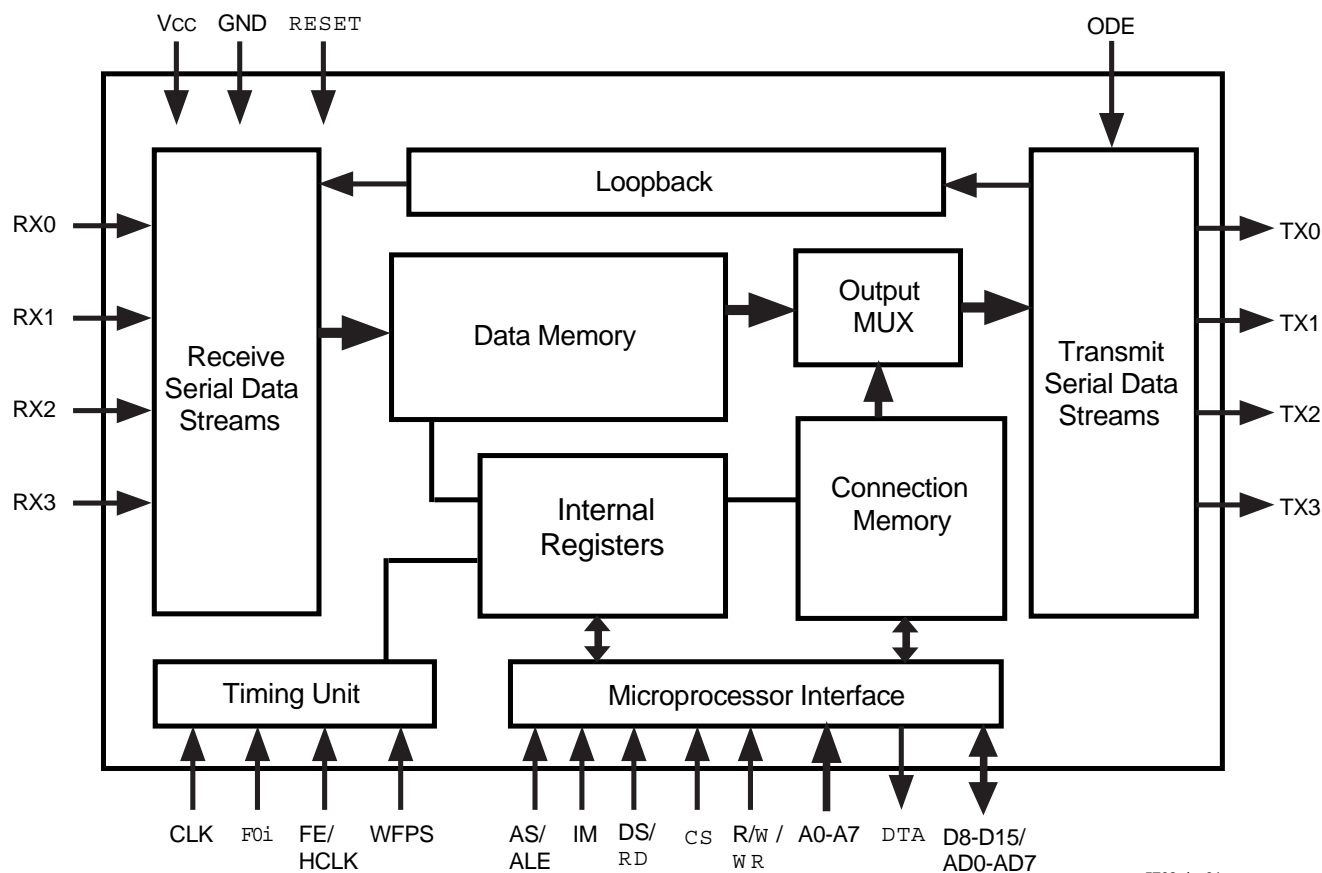 Vcc GND RESET ODE
Loopback
RX0
RX1
RX2
RX3
Receive
Serial Data
Streams
Data Memory
Output
MUX
Transmit
Serial Data
Streams
TX0
TX1
TX2
TX3
Internal
Registers
Connection
Memory
Timing Unit
Microprocessor Interface
CLK
F0i
FE/
HCLK
WFPS
AS/
ALE
IM
DS/
RD
CS
R/W /
WR
A0-A7
DTA
D8-D15/
AD0-AD7